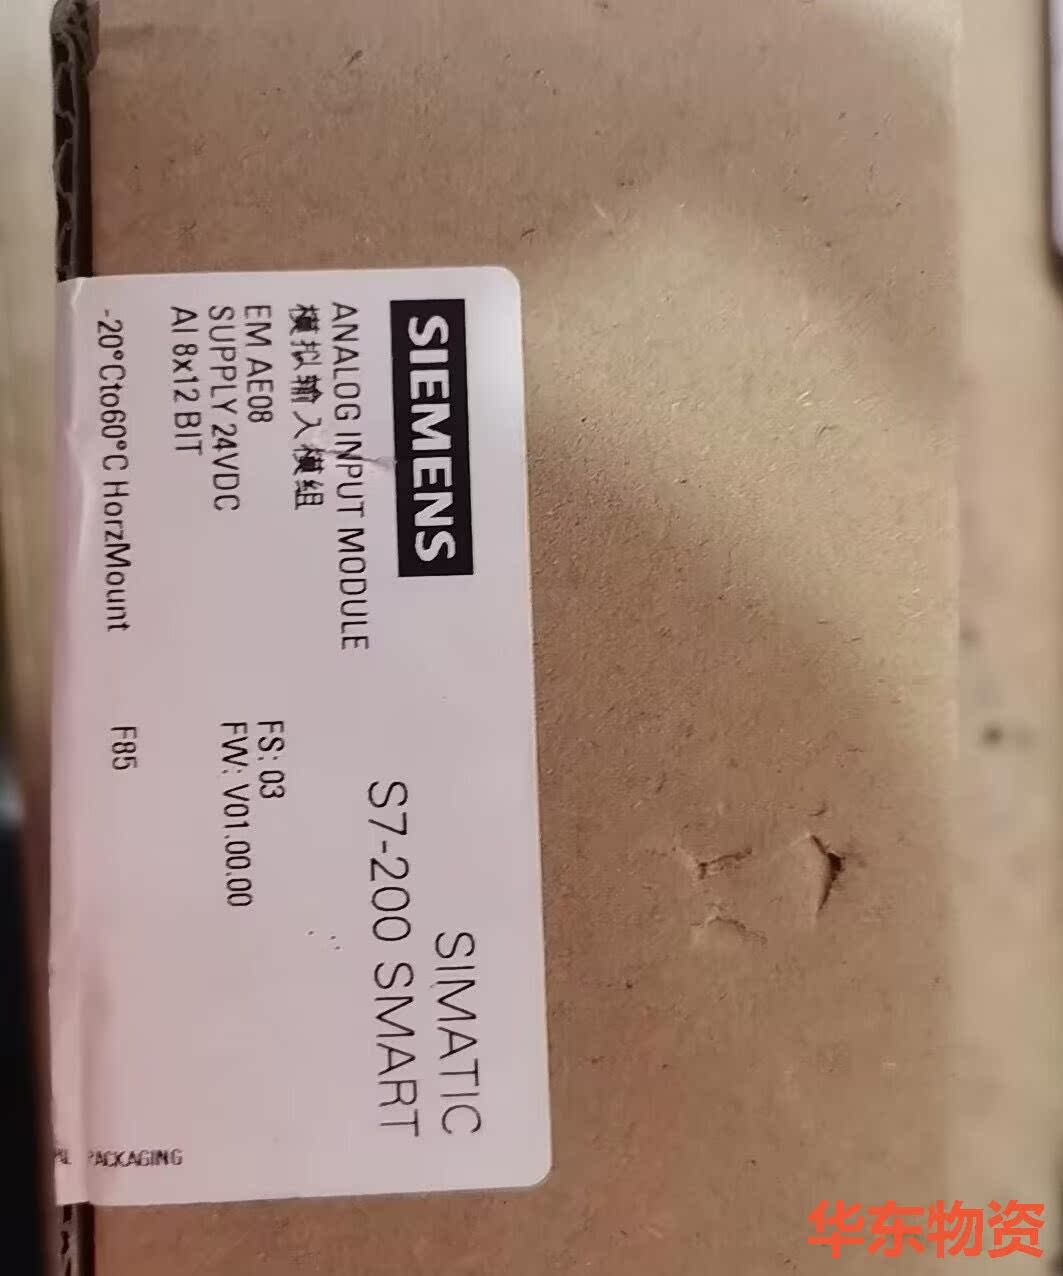 SIEMENS
SIMATIC
S7-200 SMART
ANALOG INPUT MODULE
模拟输入模组
EM AE08
SUPPLY 24VDC
AI 8x12 BIT
FS: 03
FW: V01.00.00
-20°Cto60°C HorzMount
F85
PACKAGING
华东物资